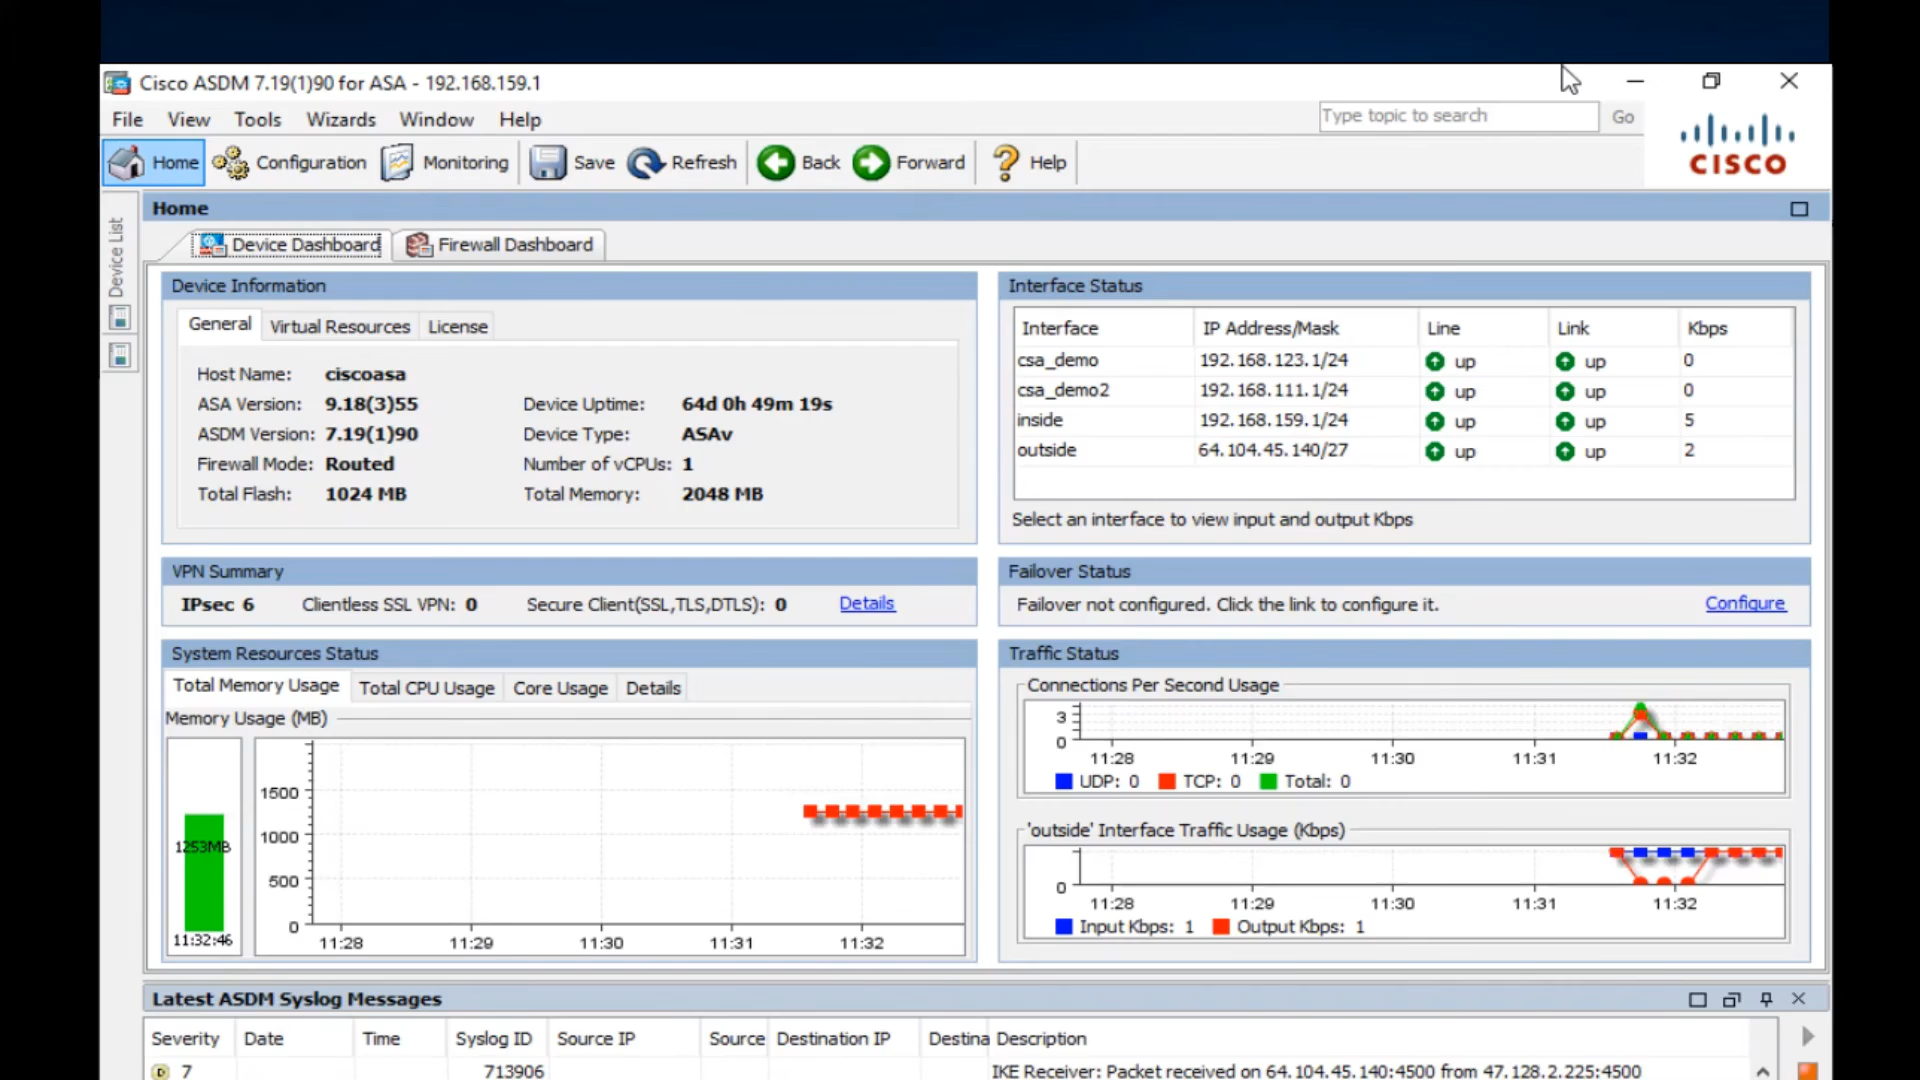 Cisco ASDM 7.19(1)90 for ASA - 192.168.159.1
File View Tools Wizards Window Help
Type topic to search Go
Home Configuration Monitoring Save Refresh Back Forward Help
CISCO
Device List
Home
Device Dashboard Firewall Dashboard
Device Information
General Virtual Resources License
Host Name: ciscoasa
ASA Version: 9.18(3)55 Device Uptime: 64d 0h 49m 19s
ASDM Version: 7.19(1)90 Device Type: ASAv
Firewall Mode: Routed Number of vCPUs: 1
Total Flash: 1024 MB Total Memory: 2048 MB
Interface Status
Interface IP Address/Mask Line Link Kbps
csa_demo 192.168.123.1/24 up up 0
csa_demo2 192.168.111.1/24 up up 0
inside 192.168.159.1/24 up up 5
outside 64.104.45.140/27 up up 2
Select an interface to view input and output Kbps
VPN Summary
IPsec 6 Clientless SSL VPN: 0 Secure Client(SSL,TLS,DTLS): 0 Details
Failover Status
Failover not configured. Click the link to configure it. Configure
System Resources Status
Total Memory Usage Total CPU Usage Core Usage Details
Memory Usage (MB)
1253MB
11:32:46
1500
1000
500
0
11:28 11:29 11:30 11:31 11:32
Traffic Status
Connections Per Second Usage
3
0
11:28 11:29 11:30 11:31 11:32
UDP: 0 TCP: 0 Total: 0
'outside' Interface Traffic Usage (Kbps)
0
11:28 11:29 11:30 11:31 11:32
Input Kbps: 1 Output Kbps: 1
Latest ASDM Syslog Messages
Severity Date Time Syslog ID Source IP Source Destination IP Destina Description
7 713906 IKE Receiver: Packet received on 64.104.45.140:4500 from 47.128.2.225:4500